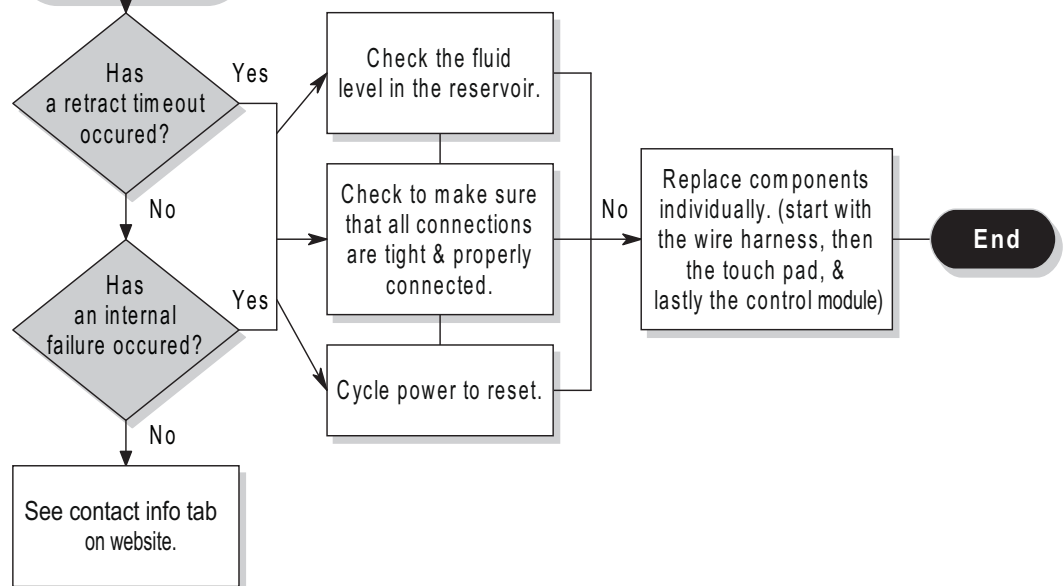 Has
a retract timeout
occured?
Yes
No
Has
an internal
failure occured?
Yes
No
See contact info tab
on website.
Check the fluid
level in the reservoir.
Check to make sure
that all connections
are tight & properly
connected.
Cycle power to reset.
No
Replace components
individually. (start with
the wire harness, then
the touch pad, &
lastly the control module)
End